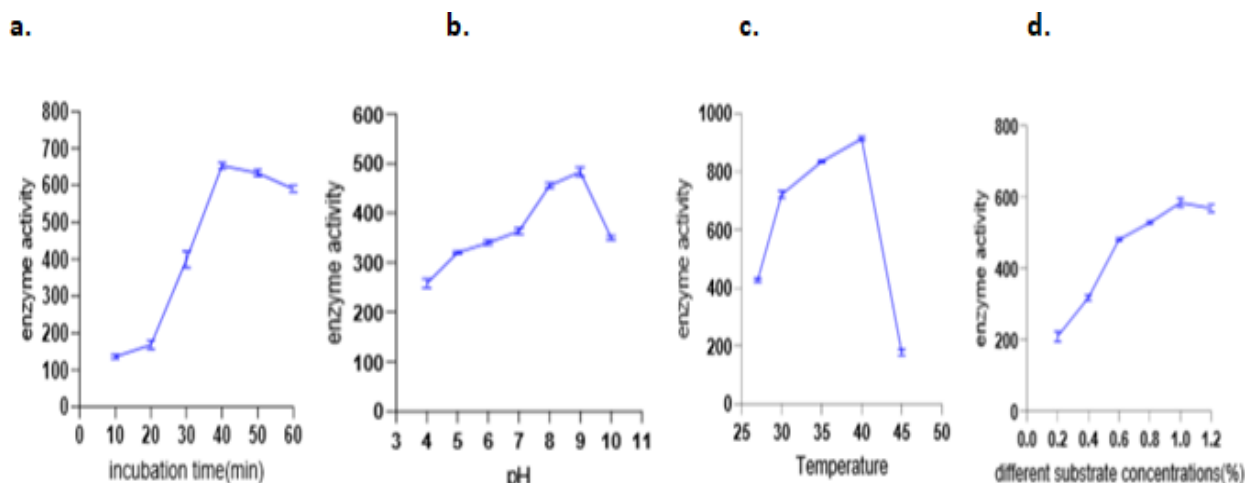 a.
b.
c.
d.
enzyme activity
800
700
600
500
400
300
200
100
0
0 10 20 30 40 50 60
incubation time(min)
enzyme activity
600
500
400
300
200
100
0
3 4 5 6 7 8 9 10 11
pH
enzyme activity
1000
800
600
400
200
0
25 30 35 40 45 50
Temperature
enzyme activity
800
600
400
200
0
0.0 0.2 0.4 0.6 0.8 1.0 1.2
different substrate concentrations(%)